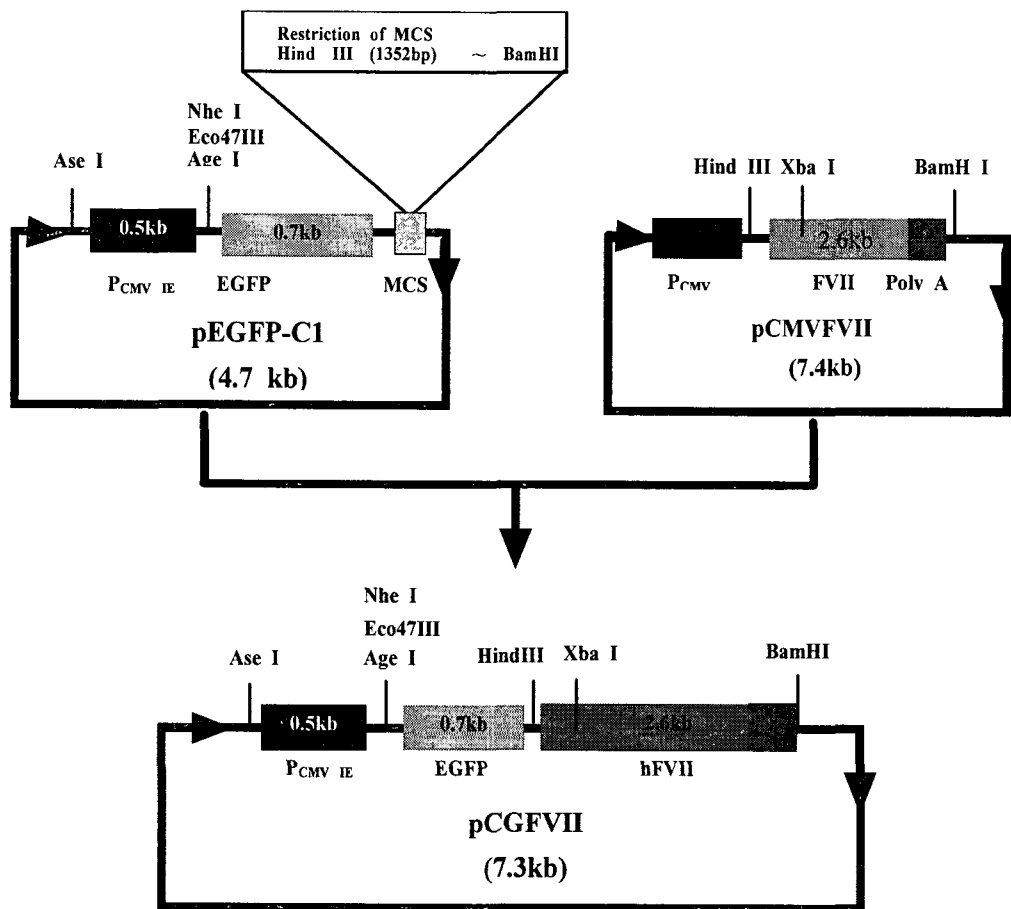 Restriction of MCS
Hind III (1352bp) ~ BamHI
Nhe I
Eco47III
Age I
Ase I
0.5kb
0.7kb
PCMV IE
EGFP
MCS
pEGFP-C1
(4.7 kb)
Hind III Xba I
BamH I
2.6kb
PCMV
FVII
Polv A
pCMVFVII
(7.4kb)
Nhe I
Eco47III
Age I
Ase I
HindIII
Xba I
BamHI
0.5kb
0.7kb
2.6kb
PCMV IE
EGFP
hFVII
pCGFVII
(7.3kb)